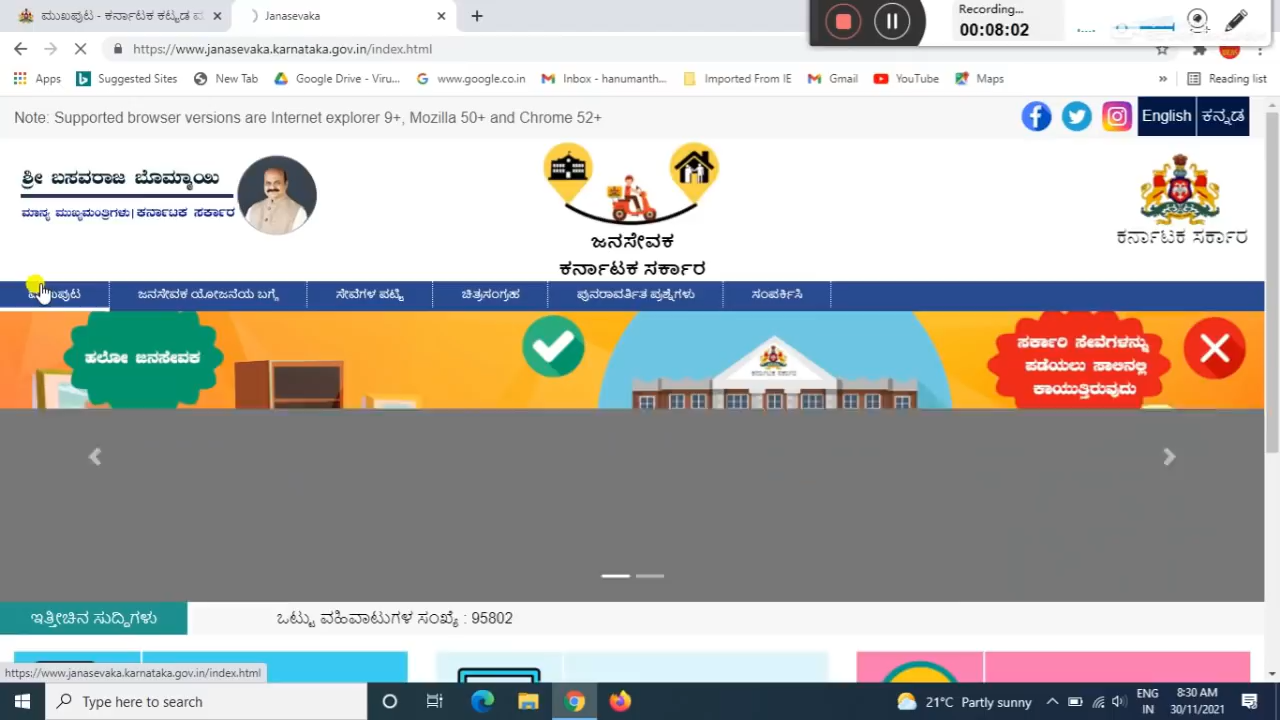 ಮುಖಪುಟ - ಕರ್ನಾಟಕ ಕಟ್ಟಡ ಮ
Janasevaka
Recording...
00:08:02
https://www.janasevaka.karnataka.gov.in/index.html
Apps
Suggested Sites
New Tab
Google Drive - Viru...
www.google.co.in
Inbox - hanumanth...
Imported From IE
Gmail
YouTube
Maps
»
Reading list
Note: Supported browser versions are Internet explorer 9+, Mozilla 50+ and Chrome 52+
English
ಕನ್ನಡ
ಶ್ರೀ ಬಸವರಾಜ ಬೊಮ್ಮಾಯಿ
ಮಾನ್ಯ ಮುಖ್ಯಮಂತ್ರಿಗಳು| ಕರ್ನಾಟಕ ಸರ್ಕಾರ
ಜನಸೇವಕ
ಕರ್ನಾಟಕ ಸರ್ಕಾರ
ಕರ್ನಾಟಕ ಸರ್ಕಾರ
ಮುಖಪುಟ
ಜನಸೇವಕ ಯೋಜನೆಯ ಬಗ್ಗೆ
ಸೇವೆಗಳ ಪಟ್ಟಿ
ಚಿತ್ರಸಂಗ್ರಹ
ಪುನರಾವರ್ತಿತ ಪ್ರಶ್ನೆಗಳು
ಸಂಪರ್ಕಿಸಿ
ಹಲೋ ಜನಸೇವಕ
ಸರ್ಕಾರಿ ಸೇವೆಗಳನ್ನು
ಪಡೆಯಲು ಸಾಲಿನಲ್ಲಿ
ಕಾಯುತ್ತಿರುವುದು
ಇತ್ತೀಚಿನ ಸುದ್ದಿಗಳು
ಒಟ್ಟು ವಹಿವಾಟುಗಳ ಸಂಖ್ಯೆ : 95802
https://www.janasevaka.karnataka.gov.in/index.html
Type here to search
21°C Partly sunny
ENG
IN
8:30 AM
30/11/2021